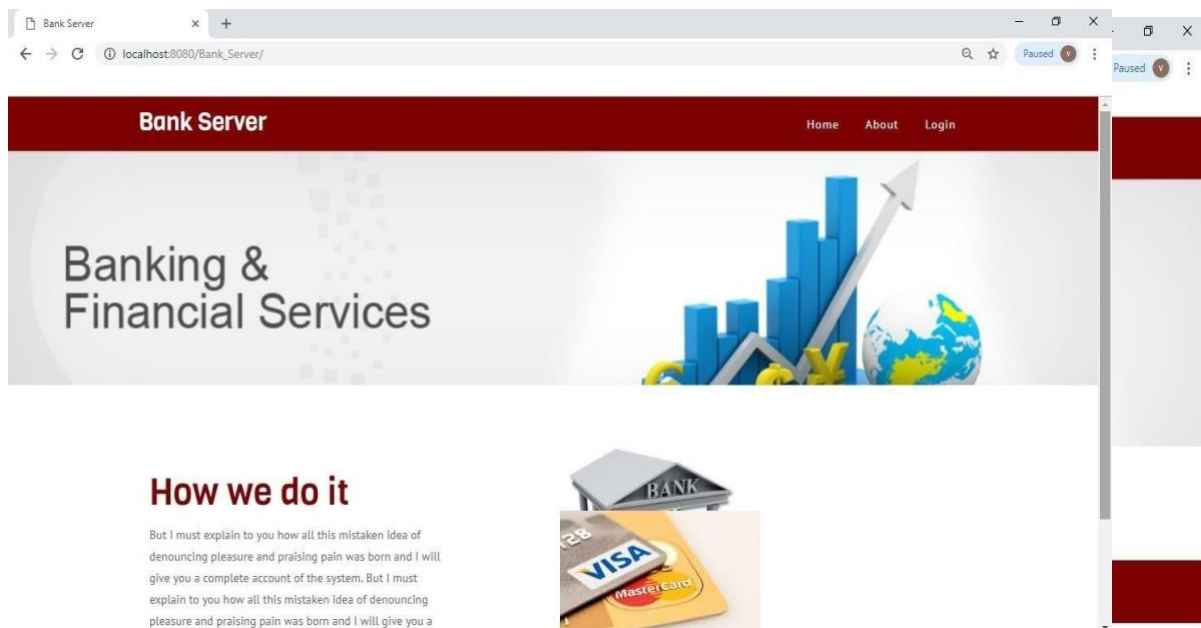 Bank Server
localhost:8080/Bank_Server/
Paused
V
Paused
V
Bank Server
Home About Login
Banking &
Financial Services
How we do it
But I must explain to you how all this mistaken idea of
denouncing pleasure and praising pain was born and I will
give you a complete account of the system. But I must
explain to you how all this mistaken idea of denouncing
pleasure and praising pain was born and I will give you a
BANK
VISA
MasterCard